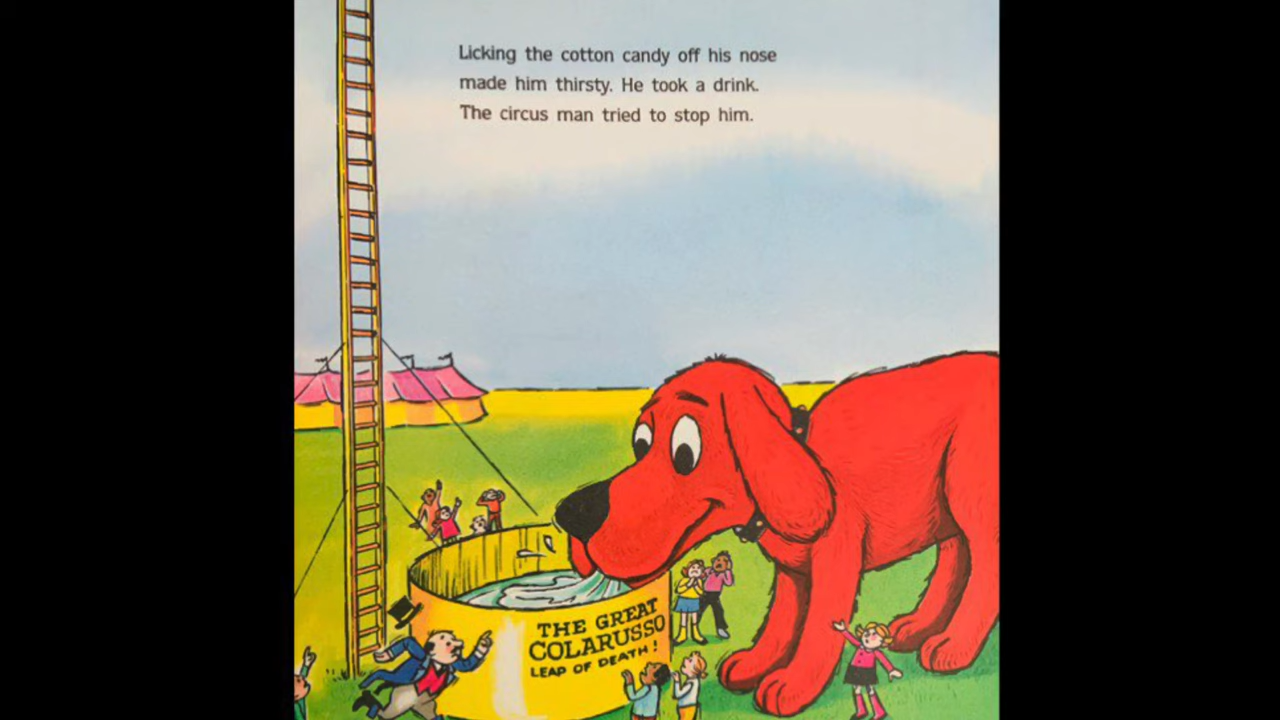 Licking the cotton candy off his nose
made him thirsty. He took a drink.
The circus man tried to stop him.
THE GREAT
COLARUSSO
LEAP OF DEATH!